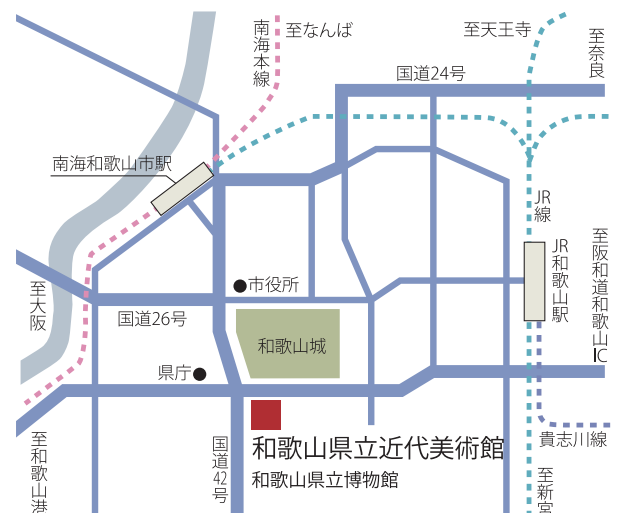 南海本線
至なんば
至天王寺
至奈良
国道24号
南海和歌山市駅
JR線
JR和歌山駅
至阪和道和歌山IC
市役所
至大阪
国道26号
和歌山城
県庁
和歌山県立近代美術館
和歌山県立博物館
国道42号
貴志川線
至和歌山港
至新宮